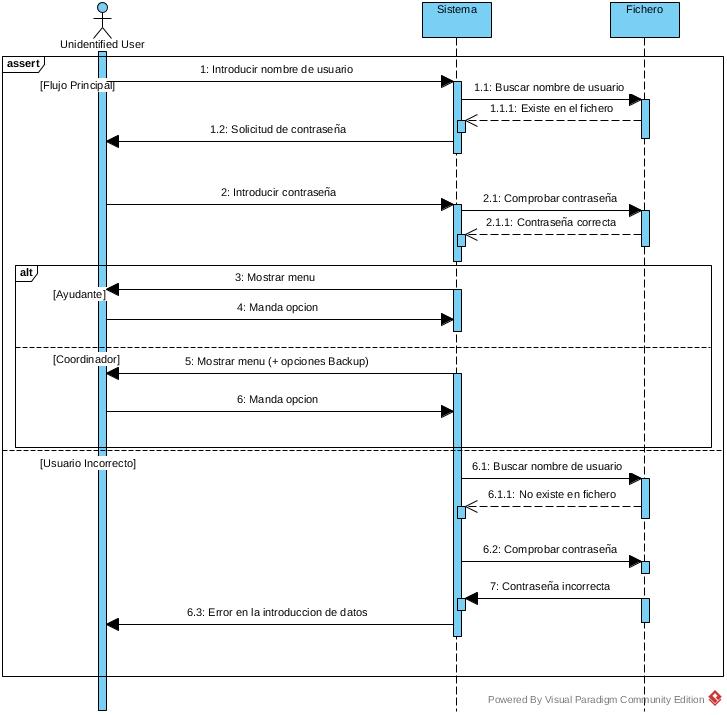 Sistema
Fichero
Unidentified User
assert
1: Introducir nombre de usuario
[Flujo Principal]
1.1: Buscar nombre de usuario
1.1.1: Existe en el fichero
1.2: Solicitud de contraseña
2: Introducir contraseña
2.1: Comprobar contraseña
2.1.1: Contraseña correcta
alt
3: Mostrar menu
[Ayudante]
4: Manda opcion
[Coordinador]
5: Mostrar menu (+ opciones Backup)
6: Manda opcion
[Usuario Incorrecto]
6.1: Buscar nombre de usuario
6.1.1: No existe en fichero
6.2: Comprobar contraseña
7: Contraseña incorrecta
6.3: Error en la introduccion de datos
Powered By Visual Paradigm Community Edition